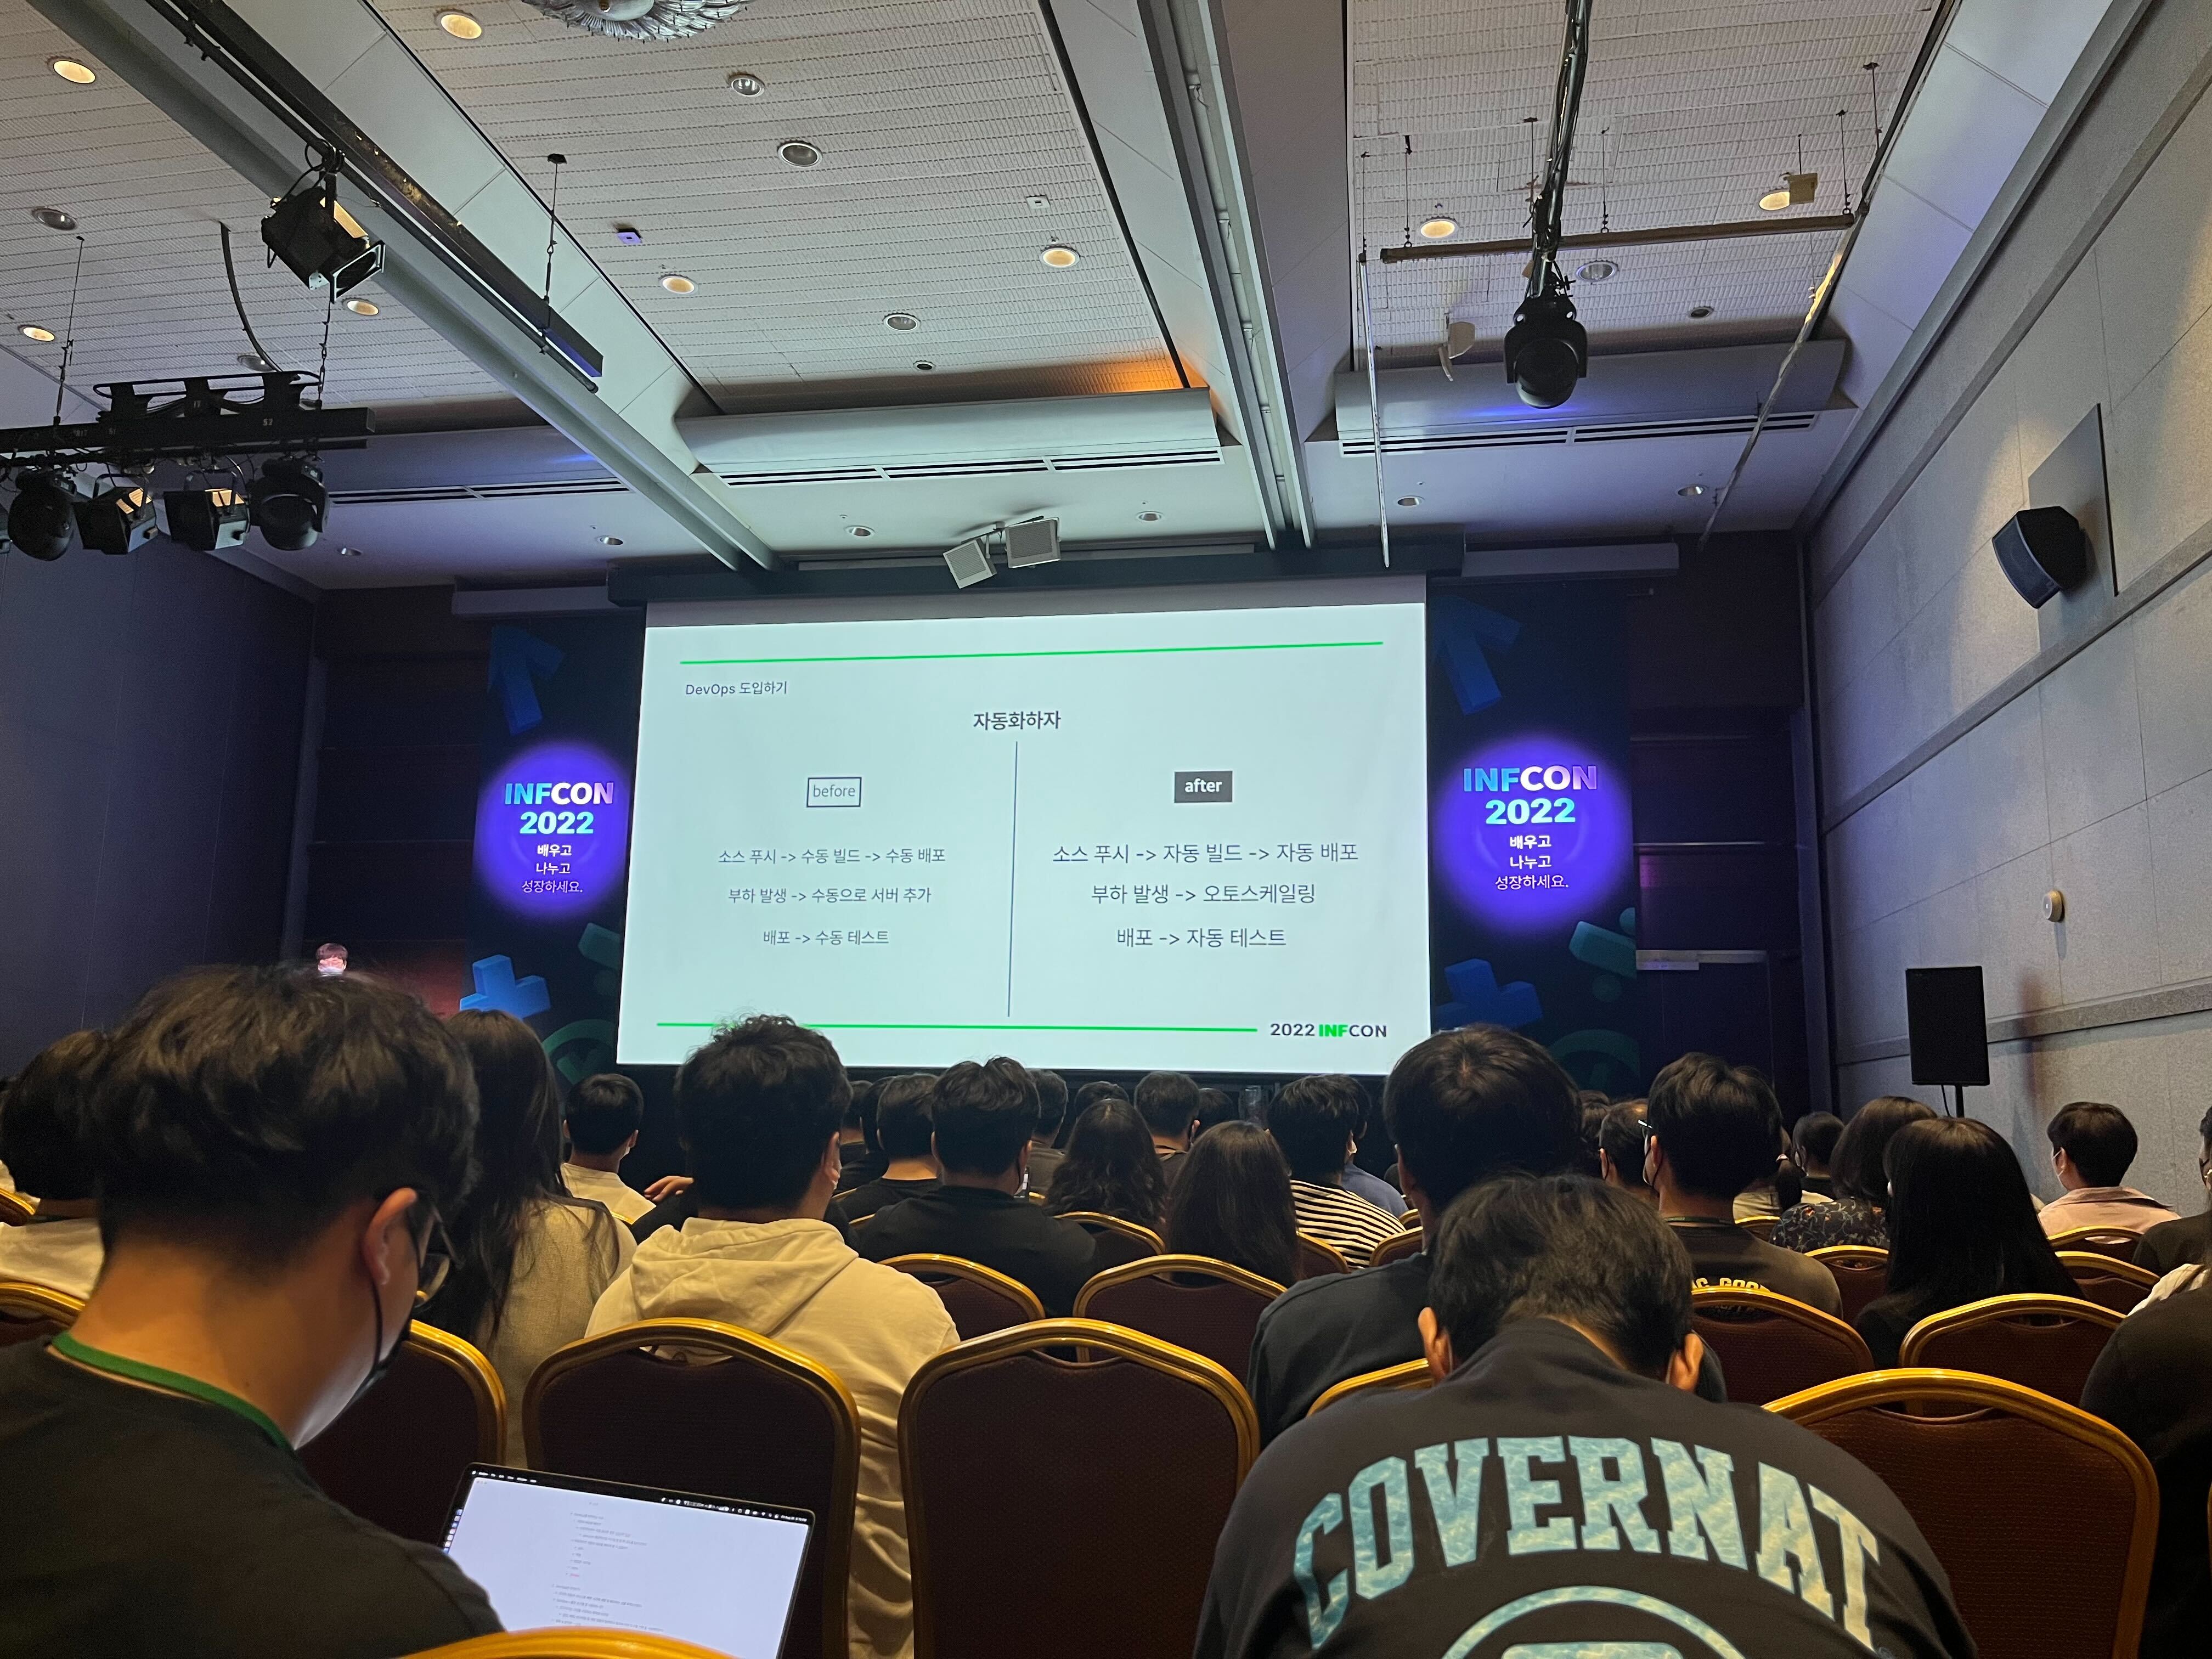 DevOps 도입하기
자동화하자
before
소스 푸시 -> 수동 빌드 -> 수동 배포
부하 발생 -> 수동으로 서버 추가
배포 -> 수동 테스트
after
소스 푸시 -> 자동 빌드 -> 자동 배포
부하 발생 -> 오토스케일링
배포 -> 자동 테스트
2022 INFCON
INFCON
2022
배우고
나누고
성장하세요.
INFCON
2022
배우고
나누고
성장하세요.
COVERNAT